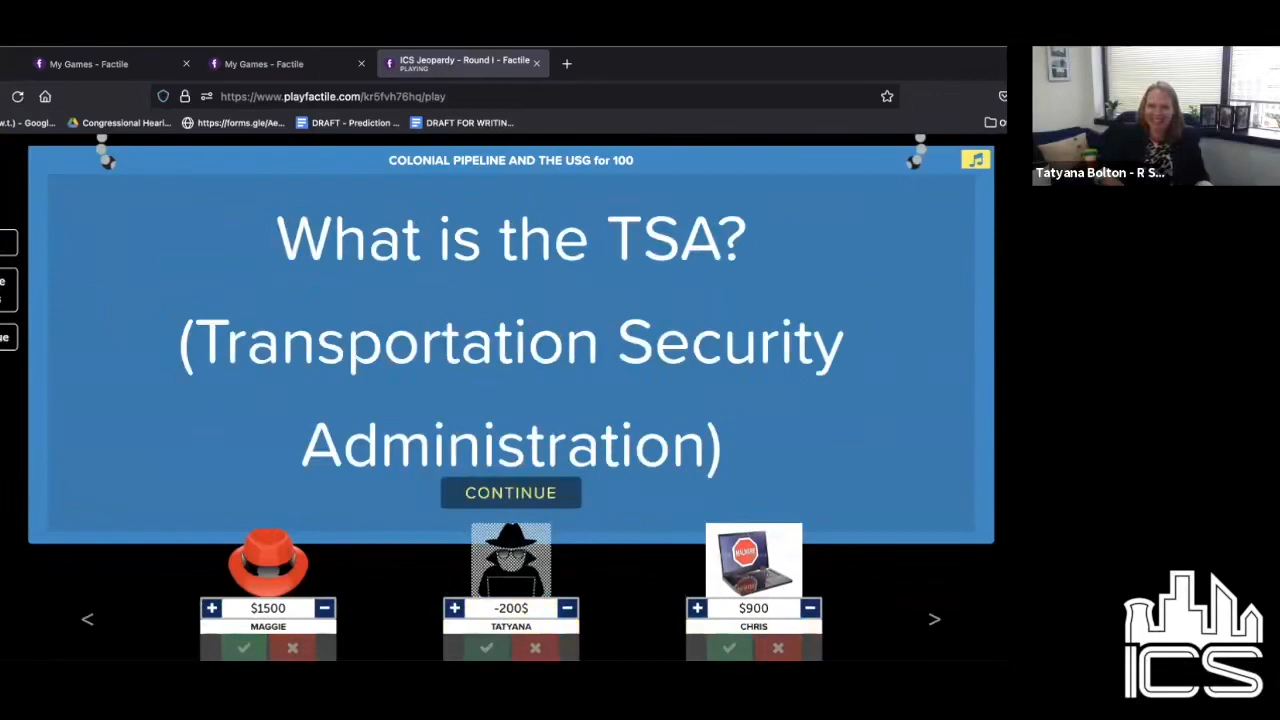 My Games - Factile
My Games - Factile
ICS Jeopardy - Round I - Factile
PLAYING
https://www.playfactile.com/kr5fvh76hq/play
w.t.) - Googl...
Congressional Heari...
https://forms.gle/Ae...
DRAFT - Prediction ...
DRAFT FOR WRITIN...
COLONIAL PIPELINE AND THE USG for 100
Tatyana Bolton - R S...
What is the TSA?
(Transportation Security
Administration)
CONTINUE
MALWARE
$1500
-200$
$900
MAGGIE
TATYANA
CHRIS
ICS